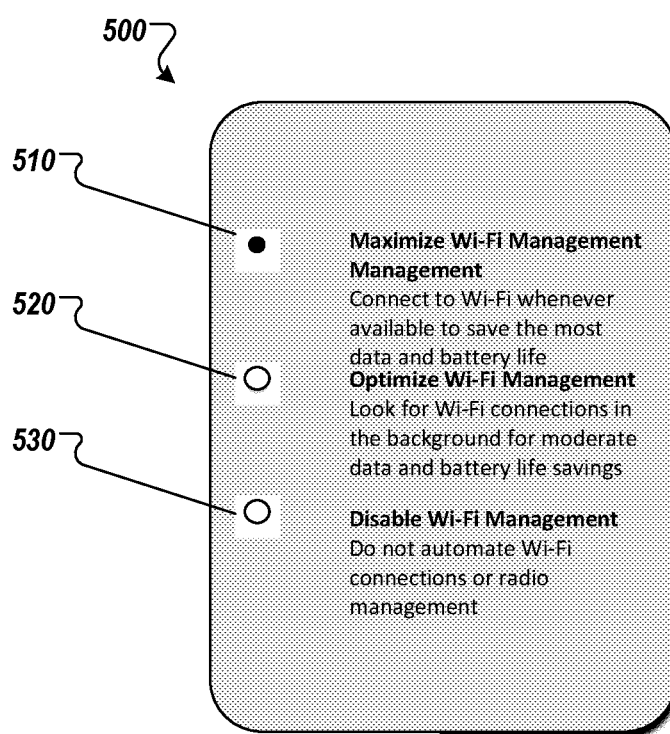 500
510
Maximize Wi-Fi Management
Management
Connect to Wi-Fi whenever
available to save the most
data and battery life
520
Optimize Wi-Fi Management
Look for Wi-Fi connections in
the background for moderate
data and battery life savings
530
Disable Wi-Fi Management
Do not automate Wi-Fi
connections or radio
management